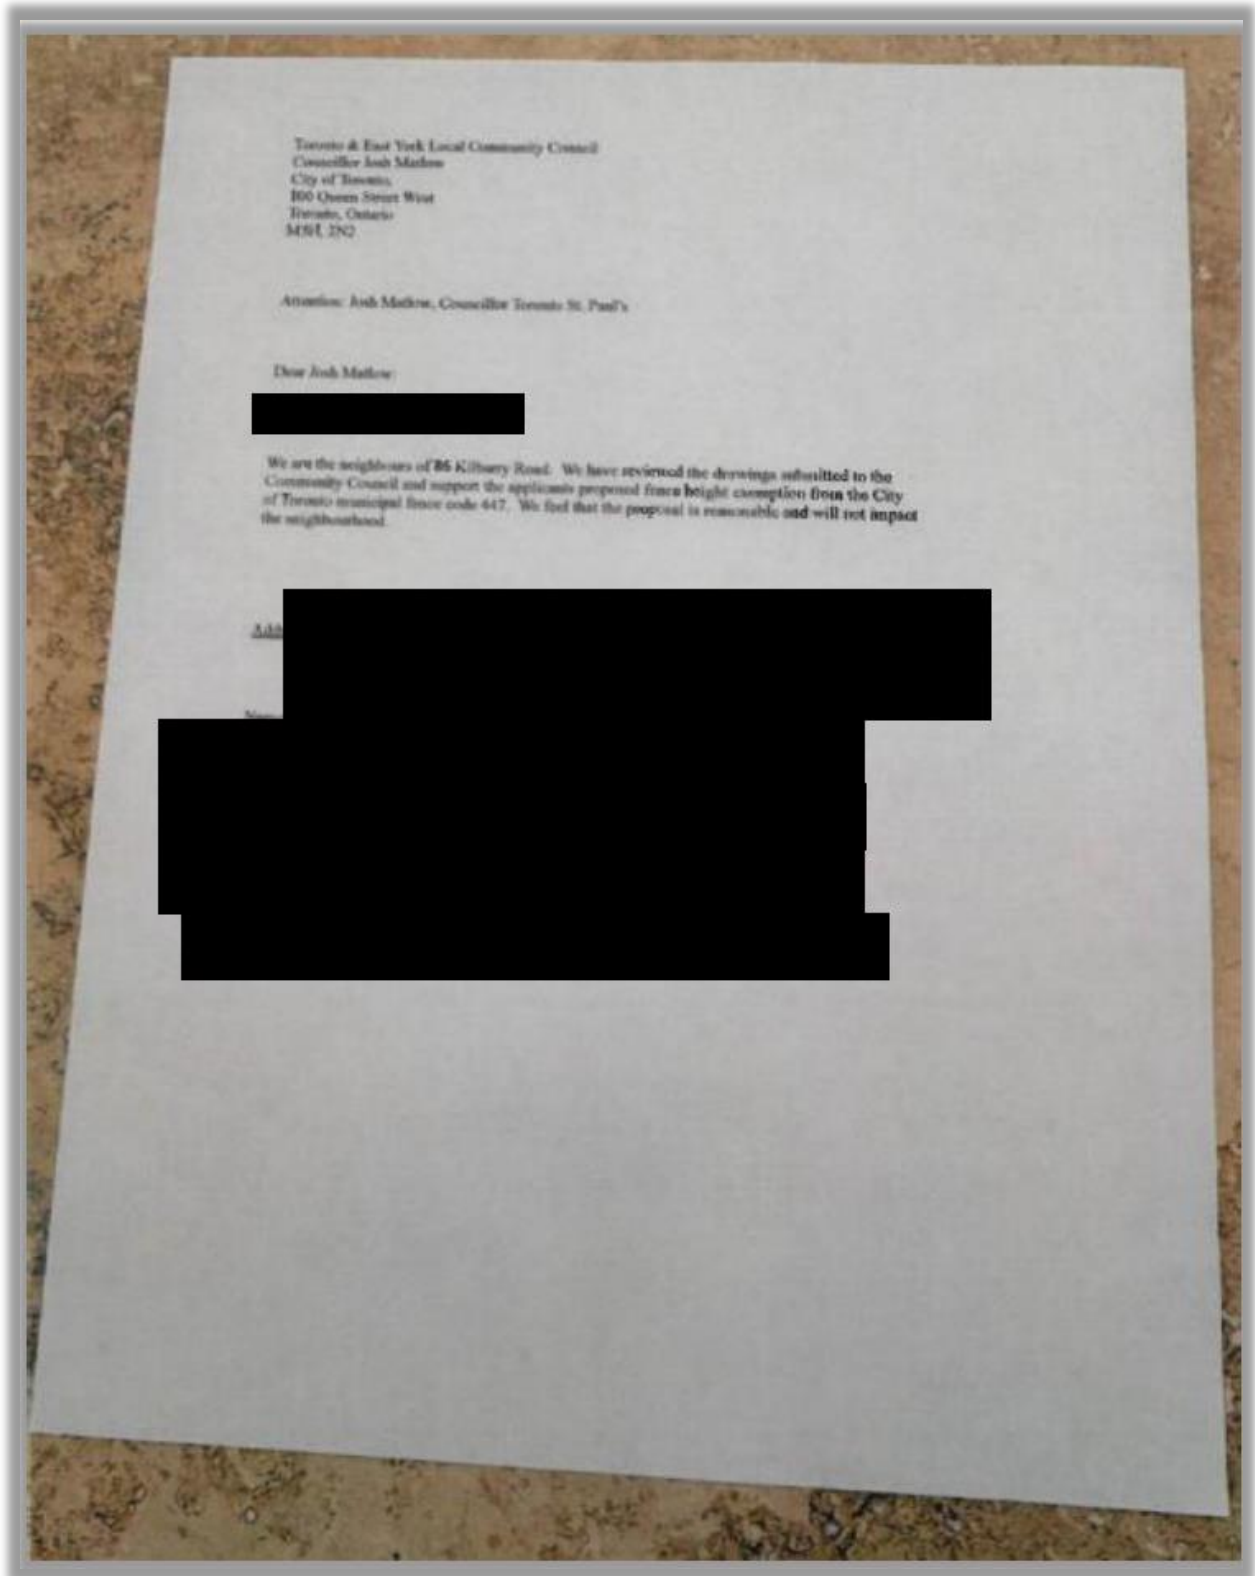 Toronto & East York Local Community Council
Councillor Josh Matlow
City of Toronto,
100 Queen Street West
Toronto, Ontario
M5H, 2N2
Attention: Josh Matlow, Councillor Toronto St. Paul's
Dear Josh Matlow:
We are the neighbours of 86 Kilbarry Road. We have reviewed the drawings submitted to the
Community Council and support the applicants proposed fence height exemption from the City
of Toronto municipal fence code 447. We feel that the proposal is reasonable and will not impact
the neighbourhood.